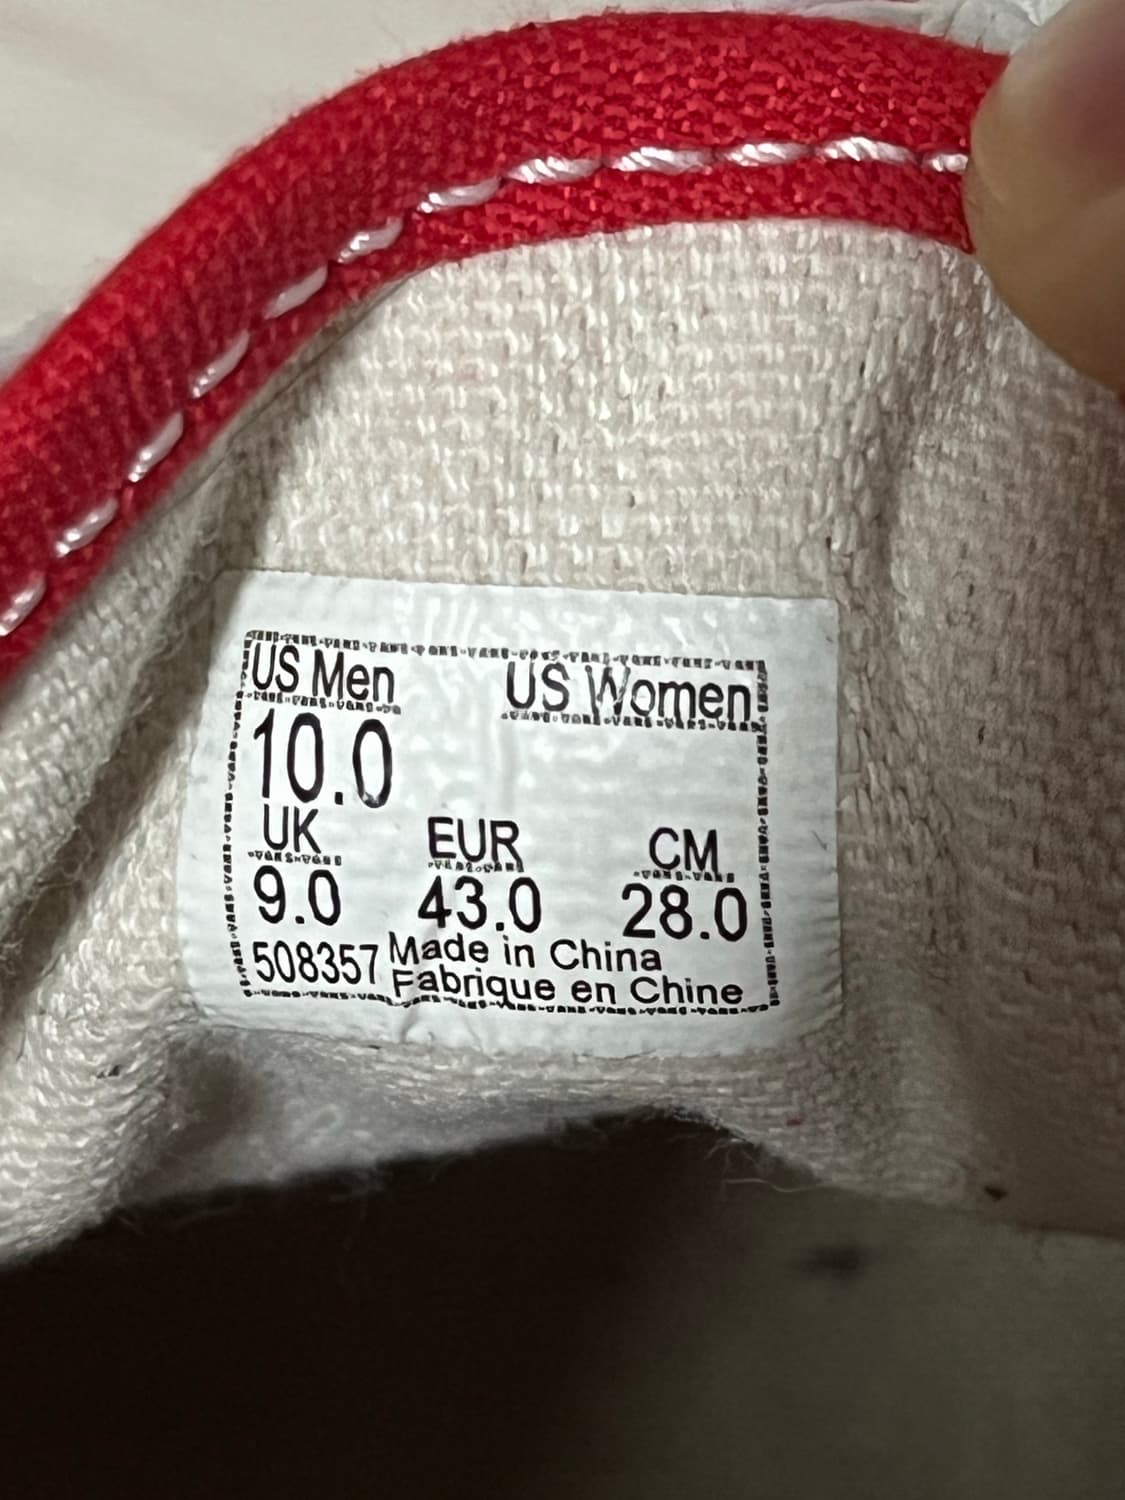 US Men US Women
10.0
UK EUR CM
9.0 43.0 28.0
508357 Made in China
Fabrique en Chine